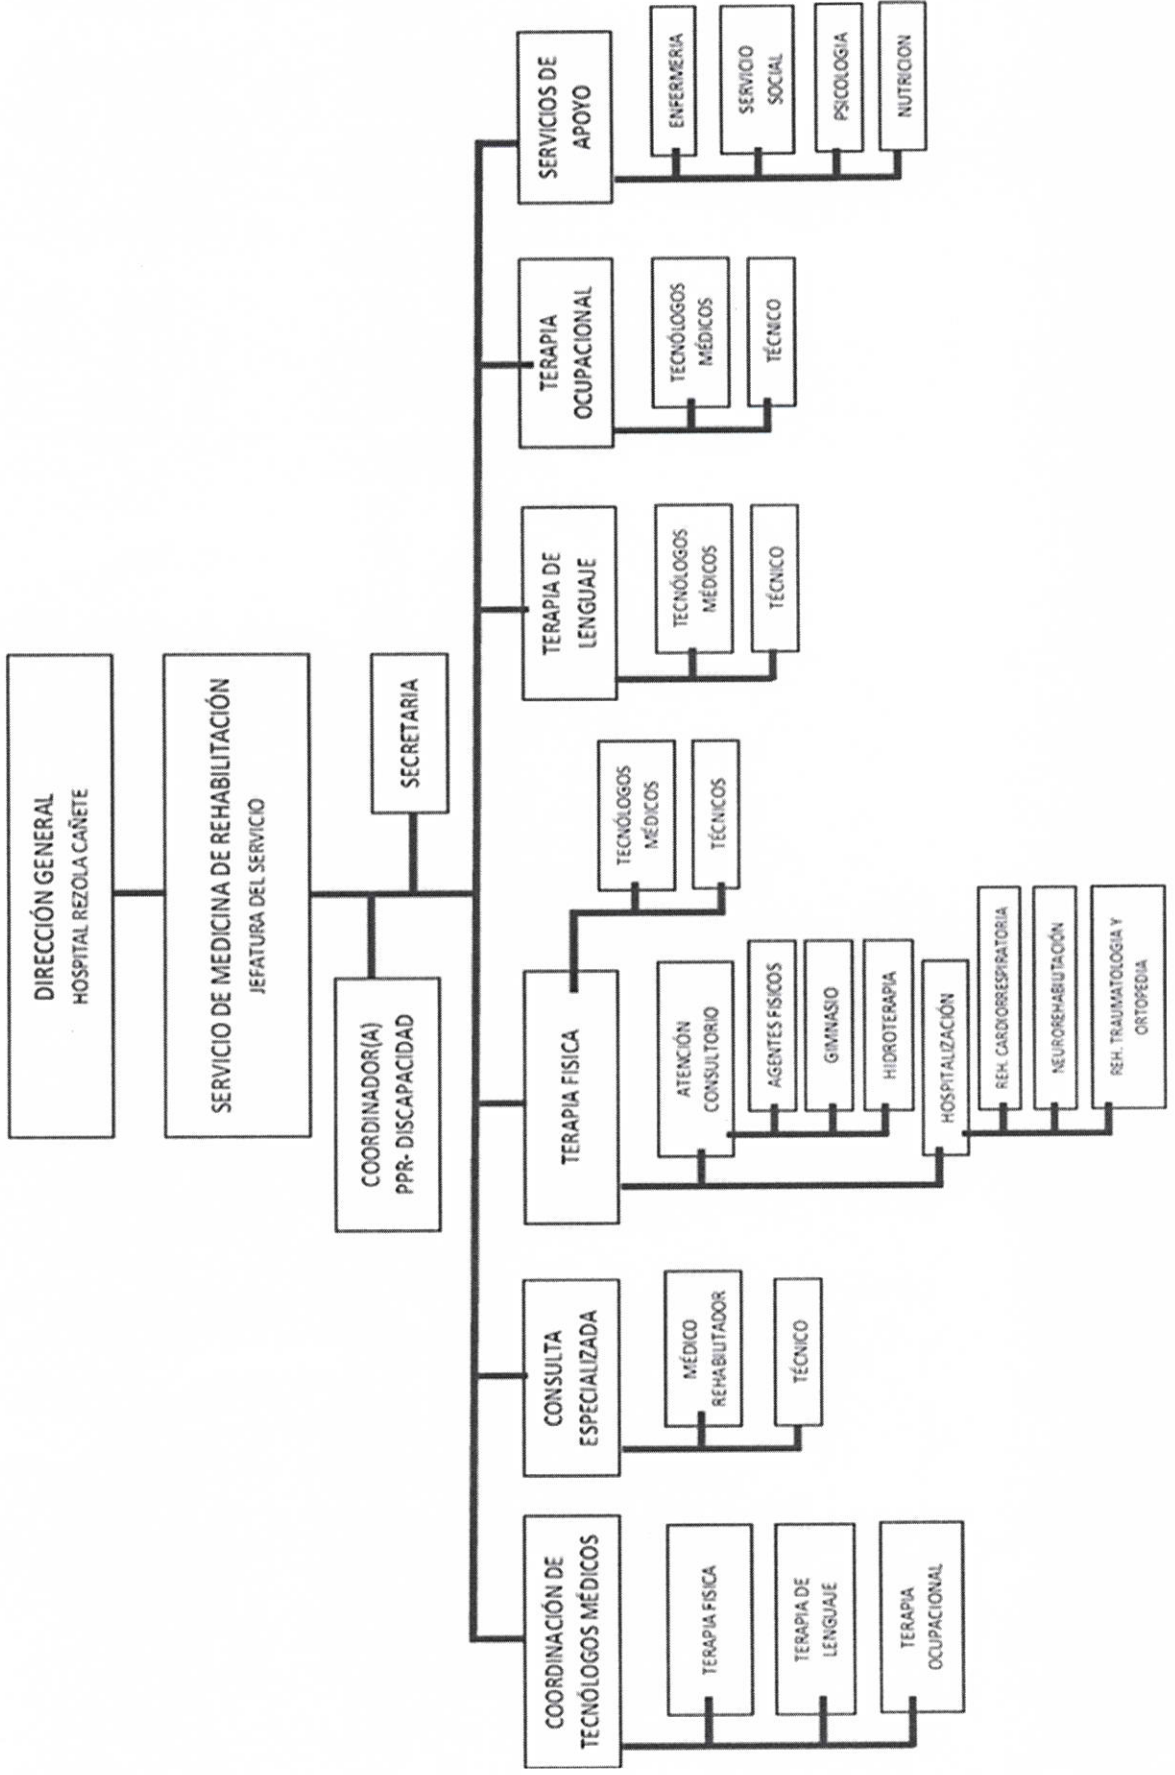 DIRECCIÓN GENERAL
HOSPITAL REZOLA CAÑETE
SERVICIO DE MEDICINA DE REHABILITACIÓN
JEFATURA DEL SERVICIO
SECRETARIA
COORDINADOR(A)
PPR- DISCAPACIDAD
COORDINACIÓN DE
TECNÓLOGOS MÉDICOS
TERAPIA FISICA
TERAPIA DE
LENGUAJE
TERAPIA
OCUPACIONAL
CONSULTA
ESPECIALIZADA
MÉDICO
REHABILITADOR
TÉCNICO
TERAPIA FISICA
TECNÓLOGOS
MÉDICOS
TÉCNICOS
ATENCIÓN
CONSULTORIO
AGENTES FISICOS
GIMNASIO
HIDROTERAPIA
HOSPITALIZACIÓN
REH. CARDIORRESPIRATORIA
NEUROREHABILITACIÓN
REH. TRAUMATOLOGIA Y
ORTOPEDIA
TERAPIA DE
LENGUAJE
TECNÓLOGOS
MÉDICOS
TÉCNICO
TERAPIA
OCUPACIONAL
TECNÓLOGOS
MÉDICOS
TÉCNICO
SERVICIOS DE
APOYO
ENFERMERIA
SERVICIO
SOCIAL
PSICOLOGIA
NUTRICION